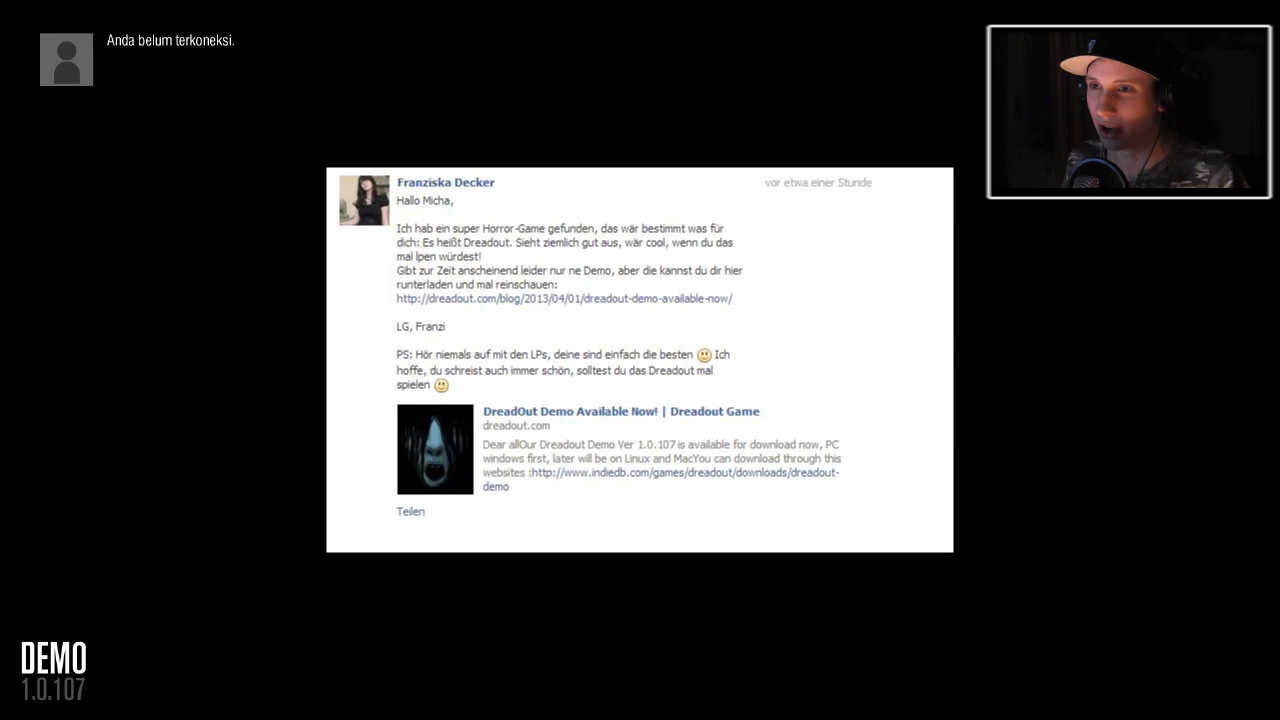 Anda belum terkoneksi.
Franziska Decker
vor etwa einer Stunde
Hallo Micha,
Ich hab ein super Horror-Game gefunden, das wär bestimmt was für
dich: Es heißt Dreadout. Sieht ziemlich gut aus, wär cool, wenn du das
mal lpen würdest!
Gibt zur Zeit anscheinend leider nur ne Demo, aber die kannst du dir hier
runterladen und mal reinschauen:
http://dreadout.com/blog/2013/04/01/dreadout-demo-available-now/
LG, Franzi
PS: Hör niemals auf mit den LPs, deine sind einfach die besten 🙂 Ich
hoffe, du schreist auch immer schön, solltest du das Dreadout mal
spielen 🙂
DreadOut Demo Available Now! | Dreadout Game
dreadout.com
Dear allOur Dreadout Demo Ver 1.0.107 is available for download now, PC
windows first, later will be on Linux and MacYou can download through this
websites :http://www.indiedb.com/games/dreadout/downloads/dreadout-
demo
Teilen
DEMO
1.0.107